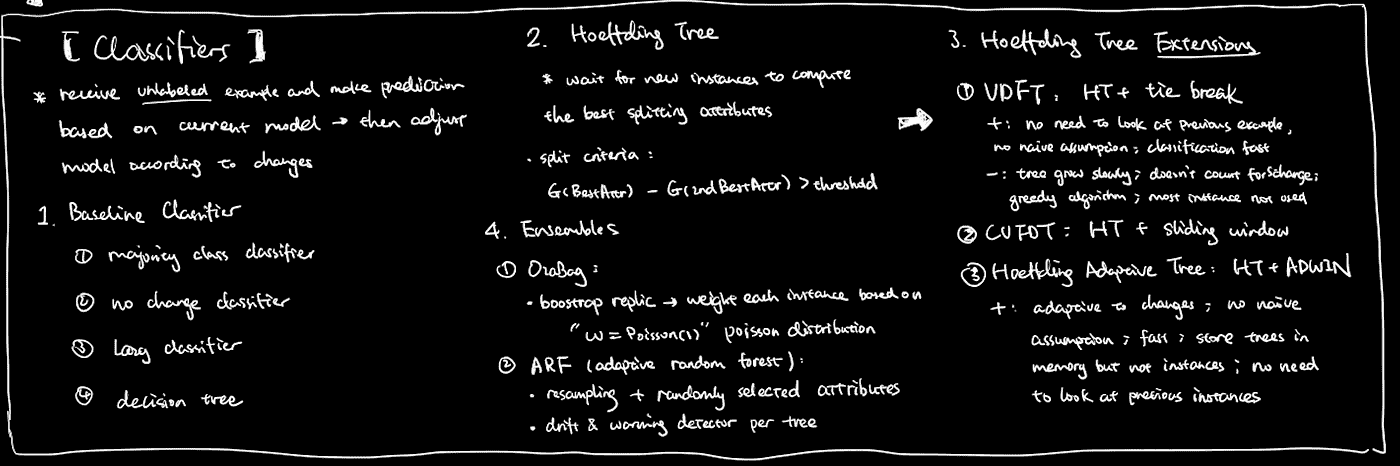 [Classifiers]
* receive unlabeled example and make prediction
based on current model → then adjust
model according to changes
1. Baseline Classifier
① majority class classifier
② no change classifier
③ Lazy classifier
④ decision tree
2. Hoeffding Tree
* wait for new instances to compute
the best splitting attributes
· split criteria :
G(BestAttr) - G(2ndBestAttr) > threshold
4. Ensembles
① OzaBag :
· boostrap replic → weight each instance based on
"w = Poisson(1)" poisson distribution
② ARF (adaptive random forest) :
· resampling + randomly selected attributes
· drift & warning detector per tree
3. Hoeffding Tree Extensions
① VDFT : HT + tie break
+: no need to look at previous example,
no naive assumption ; classification fast
-: tree grow slowly ; doesn't count for change ;
greedy algorithm ; most instance not used
② CVFDT : HT + sliding window
③ Hoeffding Adaptive Tree : HT + ADWIN
+: adaptive to changes ; no naive
assumption ; fast ; store trees in
memory but not instances ; no need
to look at previous instances